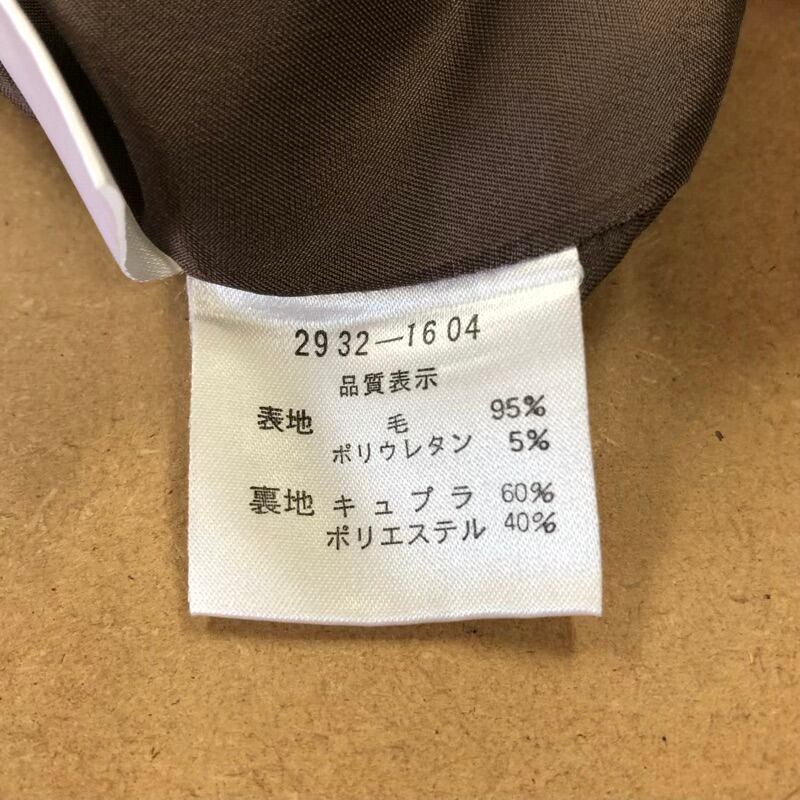 2932-1604
品質表示
表地 毛 95%
ポリウレタン 5%
裏地 キュプラ 60%
ポリエステル 40%